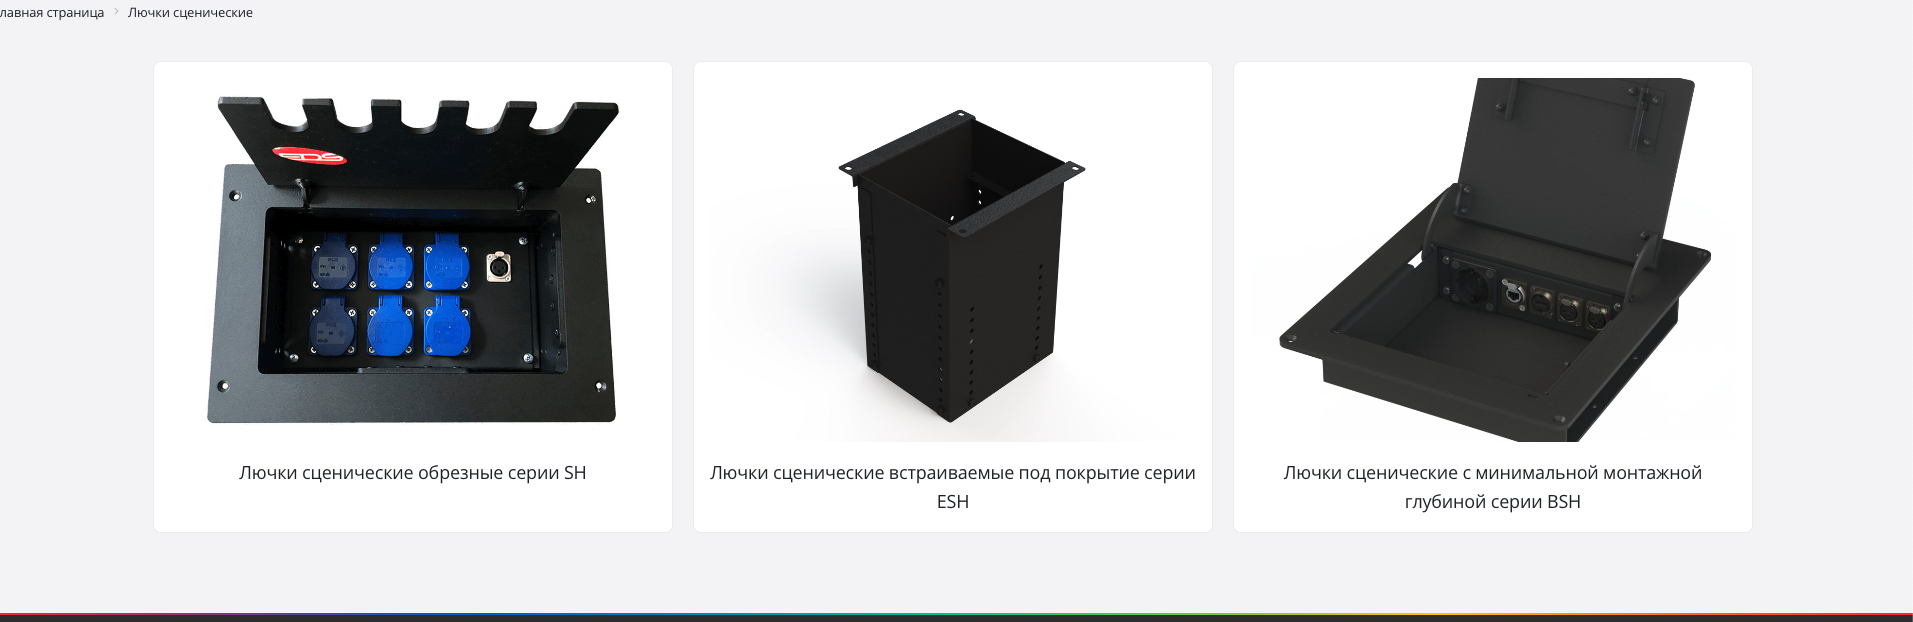 лавная страница > Лючки сценические
EDS
Лючки сценические обрезные серии SH
Лючки сценические встраиваемые под покрытие серии
ESH
Лючки сценические с минимальной монтажной
глубиной серии BSH